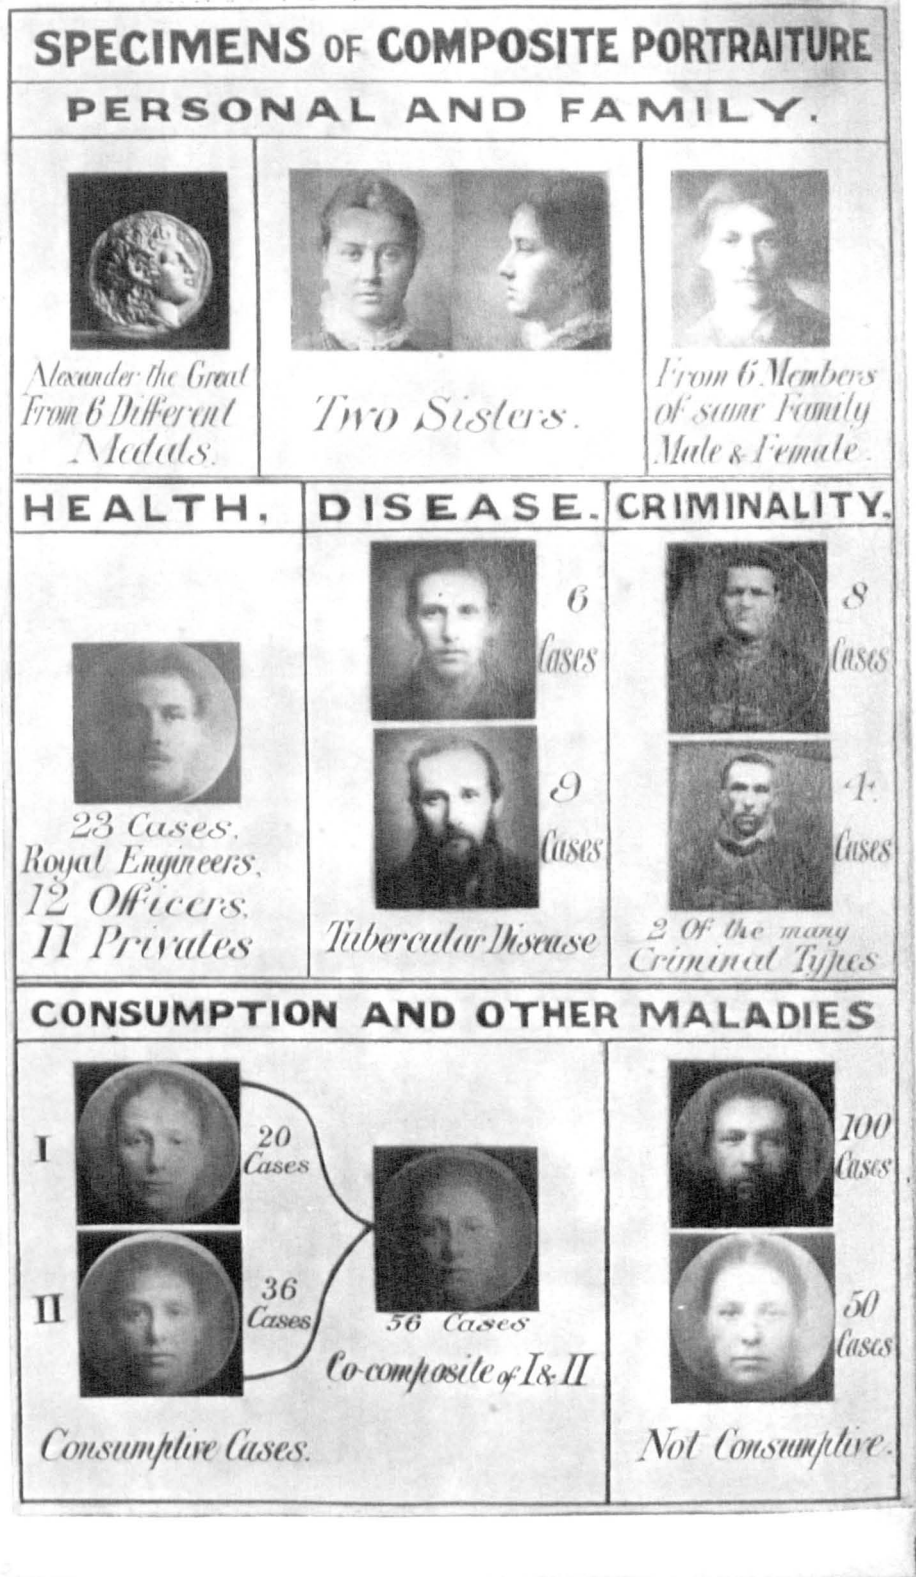 SPECIMENS OF COMPOSITE PORTRAITURE
PERSONAL AND FAMILY.
Alexander the Great
From 6 Different
Medals.
Two Sisters.
From 6 Members
of same Family
Male & Female.
HEALTH.
23 Cases.
Royal Engineers,
12 Officers,
11 Privates
DISEASE.
6
Cases
9
Cases
Tubercular Disease
CRIMINALITY.
8
Cases
4
Cases
2 Of the many
Criminal Types
CONSUMPTION AND OTHER MALADIES
I
20
Cases
II
36
Cases
56 Cases
Co-composite of I & II
Consumptive Cases.
100
Cases
50
Cases
Not Consumptive.